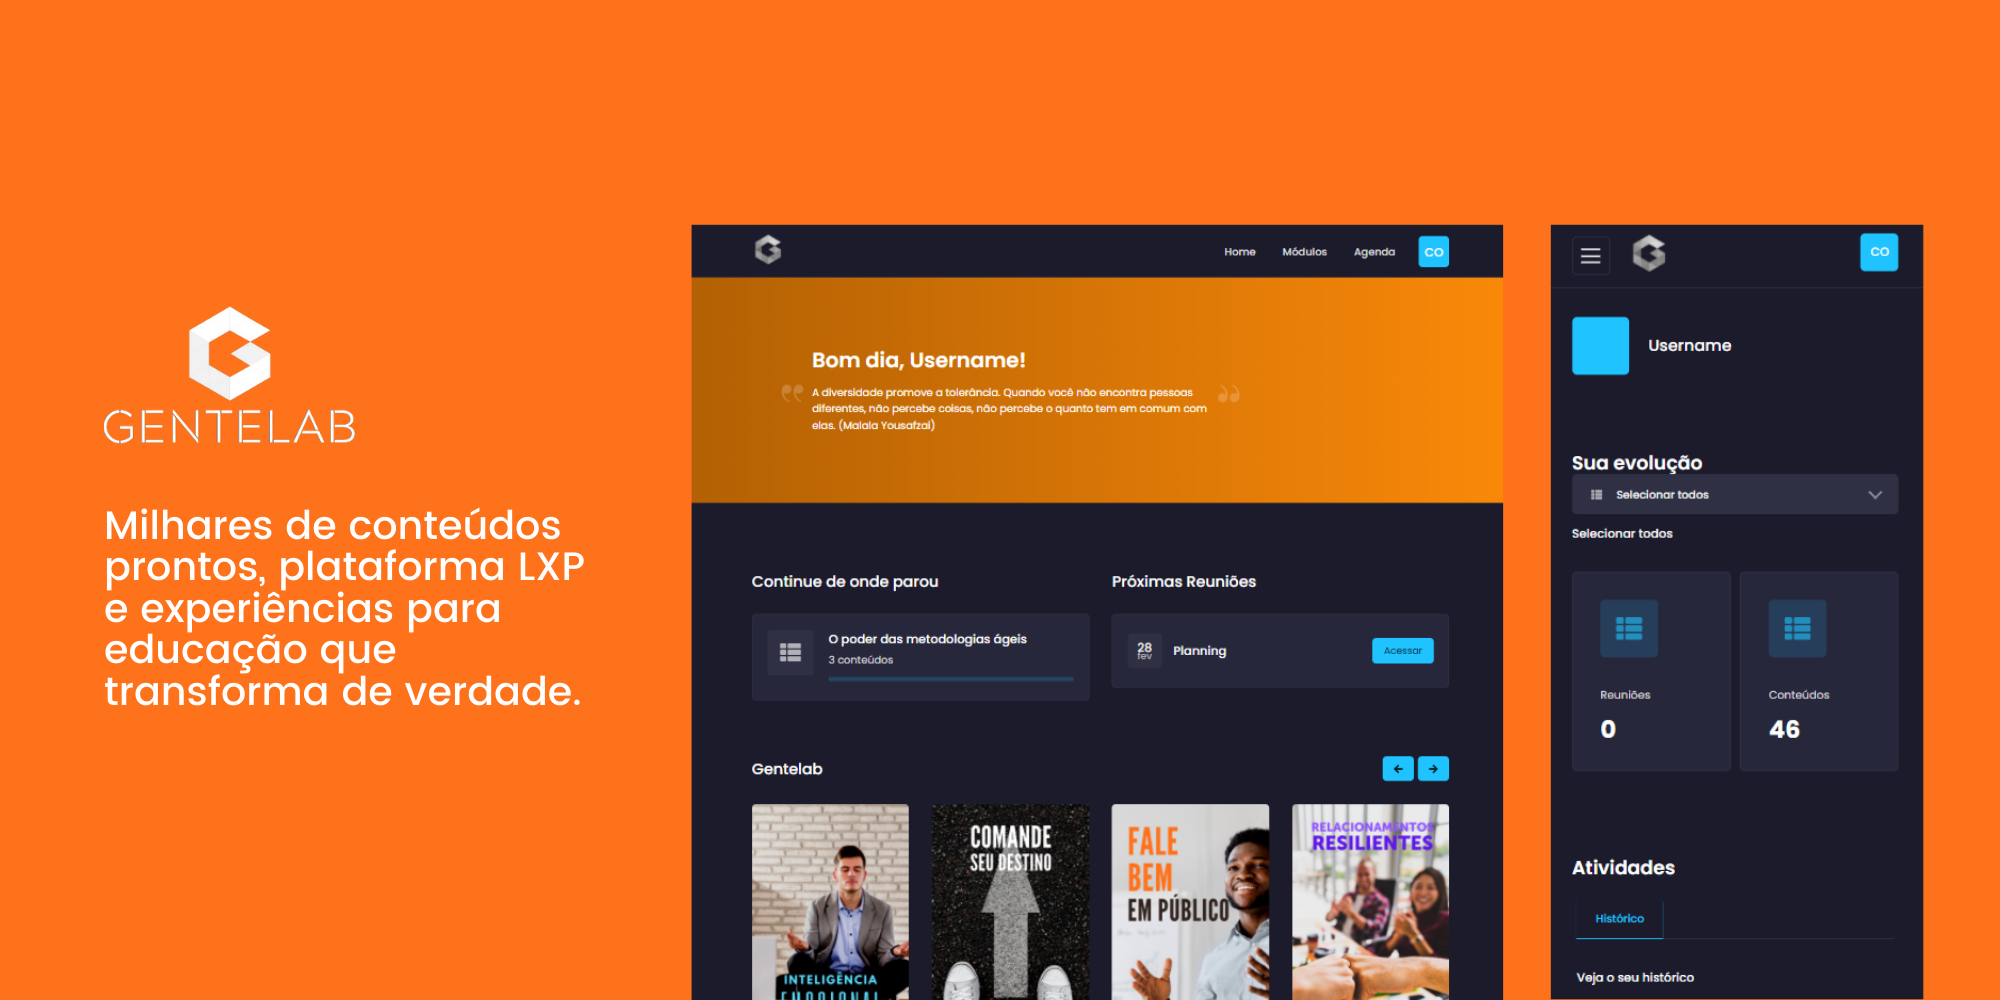 GENTELAB
Milhares de conteúdos
prontos, plataforma LXP
e experiências para
educação que
transforma de verdade.
Home Módulos Agenda CO
Bom dia, Username!
A diversidade promove a tolerância. Quando você não encontra pessoas
diferentes, não percebe coisas, não percebe o quanto tem em comum com
elas. (Malala Yousafzai)
Continue de onde parou
O poder das metodologias ágeis
3 conteúdos
Próximas Reuniões
28
fev
Planning
Acessar
Gentelab
INTELIGÊNCIA
EMOCIONAL
COMANDE
SEU DESTINO
FALE
BEM
EM PÚBLICO
RELACIONAMENTOS
RESILIENTES
CO
Username
Sua evolução
Selecionar todos
Selecionar todos
Reuniões
0
Conteúdos
46
Atividades
Histórico
Veja o seu histórico